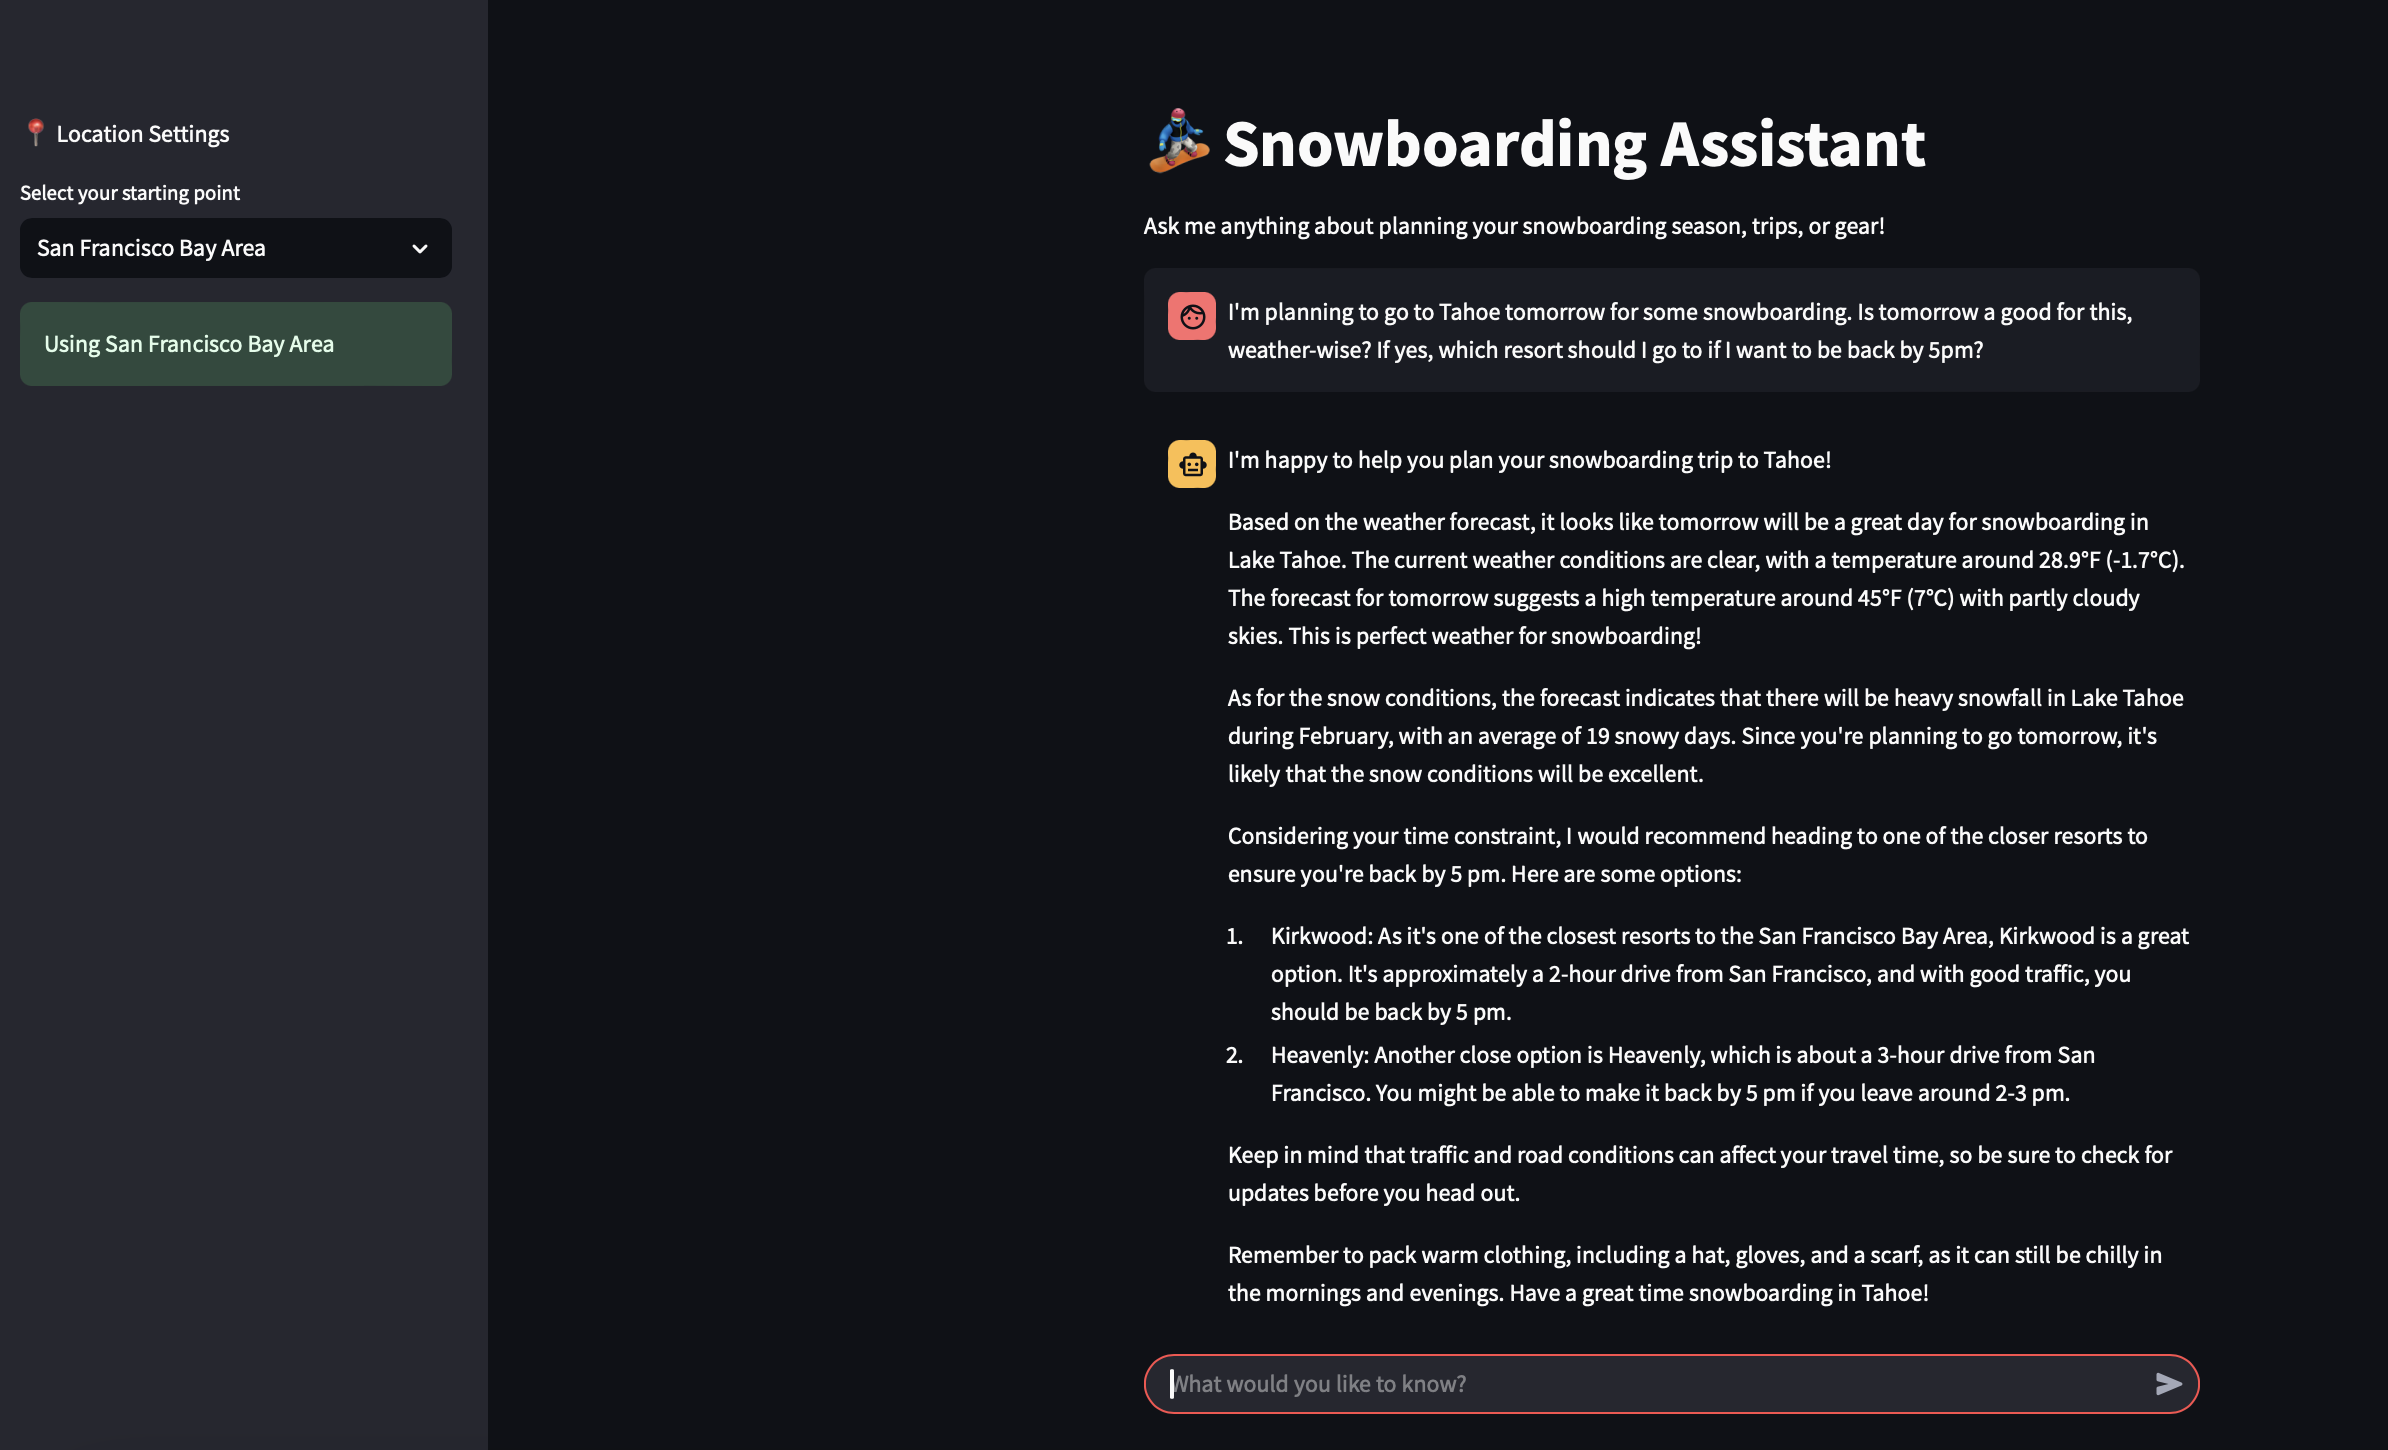 Location Settings
Select your starting point
San Francisco Bay Area
Using San Francisco Bay Area
Snowboarding Assistant
Ask me anything about planning your snowboarding season, trips, or gear!
I'm planning to go to Tahoe tomorrow for some snowboarding. Is tomorrow a good for this,
weather-wise? If yes, which resort should I go to if I want to be back by 5pm?
I'm happy to help you plan your snowboarding trip to Tahoe!
Based on the weather forecast, it looks like tomorrow will be a great day for snowboarding in
Lake Tahoe. The current weather conditions are clear, with a temperature around 28.9°F (-1.7°C).
The forecast for tomorrow suggests a high temperature around 45°F (7°C) with partly cloudy
skies. This is perfect weather for snowboarding!
As for the snow conditions, the forecast indicates that there will be heavy snowfall in Lake Tahoe
during February, with an average of 19 snowy days. Since you're planning to go tomorrow, it's
likely that the snow conditions will be excellent.
Considering your time constraint, I would recommend heading to one of the closer resorts to
ensure you're back by 5 pm. Here are some options:
1. Kirkwood: As it's one of the closest resorts to the San Francisco Bay Area, Kirkwood is a great
option. It's approximately a 2-hour drive from San Francisco, and with good traffic, you
should be back by 5 pm.
2. Heavenly: Another close option is Heavenly, which is about a 3-hour drive from San
Francisco. You might be able to make it back by 5 pm if you leave around 2-3 pm.
Keep in mind that traffic and road conditions can affect your travel time, so be sure to check for
updates before you head out.
Remember to pack warm clothing, including a hat, gloves, and a scarf, as it can still be chilly in
the mornings and evenings. Have a great time snowboarding in Tahoe!
What would you like to know?